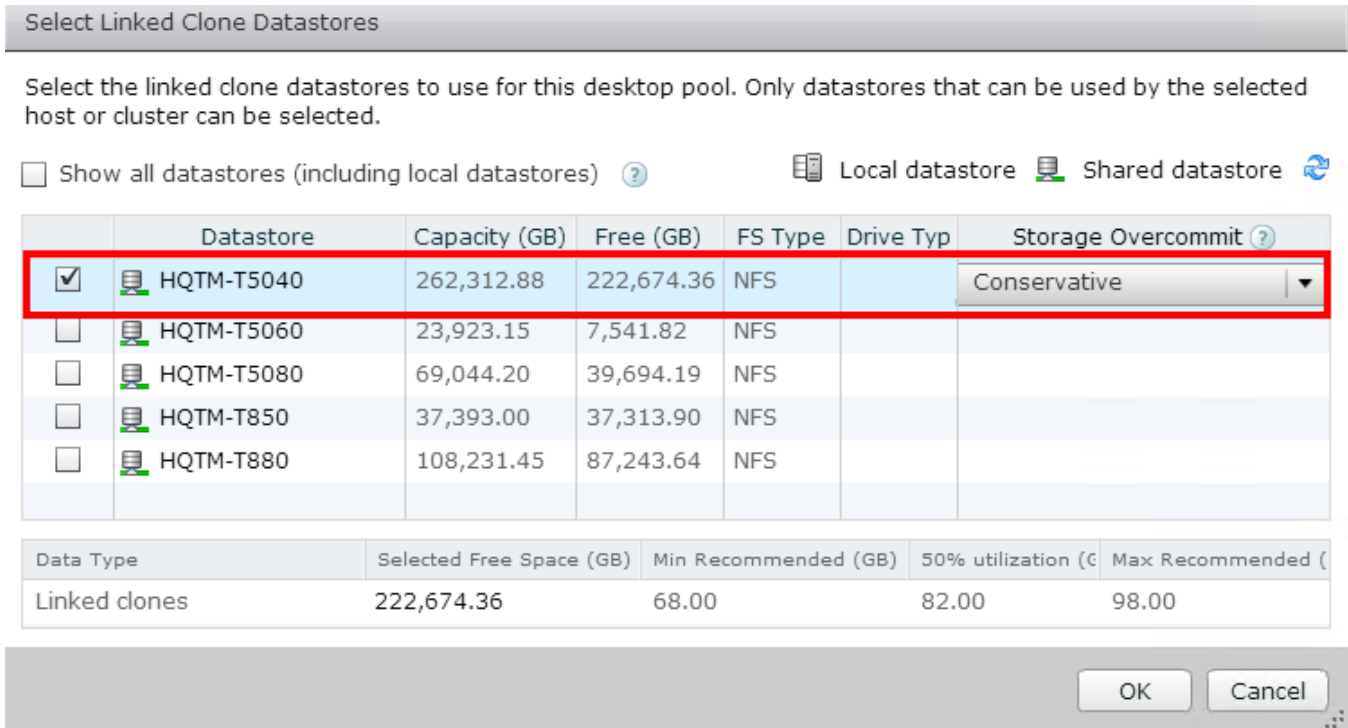 Select Linked Clone Datastores
Select the linked clone datastores to use for this desktop pool. Only datastores that can be used by the selected
host or cluster can be selected.
Show all datastores (including local datastores) ? Local datastore Shared datastore
Datastore Capacity (GB) Free (GB) FS Type Drive Typ Storage Overcommit ?
HQTM-T5040 262,312.88 222,674.36 NFS Conservative
HQTM-T5060 23,923.15 7,541.82 NFS
HQTM-T5080 69,044.20 39,694.19 NFS
HQTM-T850 37,393.00 37,313.90 NFS
HQTM-T880 108,231.45 87,243.64 NFS
Data Type Selected Free Space (GB) Min Recommended (GB) 50% utilization (G Max Recommended (
Linked clones 222,674.36 68.00 82.00 98.00
OK Cancel